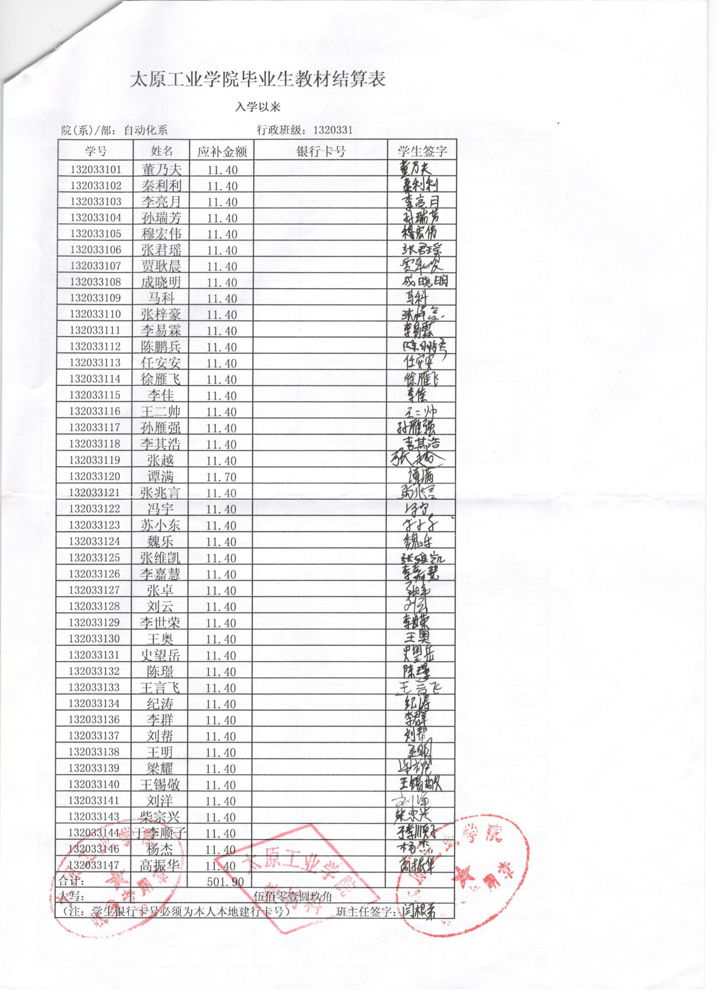 太原工业学院毕业生教材结算表
入学以来
院(系)/部：自动化系 行政班级：1320331
学号 姓名 应补金额 银行卡号 学生签字
132033101 董乃夫 11.40 董乃夫
132033102 秦利利 11.40 秦利利
132033103 李亮月 11.40 李亮月
132033104 孙瑞芳 11.40 孙瑞芳
132033105 穆宏伟 11.40 穆宏伟
132033106 张君瑶 11.40 张君瑶
132033107 贾耿晨 11.40
132033108 成晓明 11.40 成晓明
132033109 马科 11.40 马科
132033110 张梓豪 11.40 张梓豪
132033111 李易霖 11.40 李易霖
132033112 陈鹏兵 11.40 陈鹏兵
132033113 任安安 11.40 任安安
132033114 徐雁飞 11.40 徐雁飞
132033115 李佳 11.40 李佳
132033116 王二帅 11.40 王二帅
132033117 孙雁强 11.40 孙雁强
132033118 李其浩 11.40 李其浩
132033119 张越 11.40 张越
132033120 谭满 11.70 谭满
132033121 张兆言 11.40 张兆言
132033122 冯宇 11.40 冯宇
132033123 苏小东 11.40
132033124 魏乐 11.40 魏乐
132033125 张维凯 11.40 张维凯
132033126 李嘉慧 11.40 李嘉慧
132033127 张卓 11.40 张卓
132033128 刘云 11.40 刘云
132033129 李世荣 11.40 李世荣
132033130 王奥 11.40 王奥
132033131 史望岳 11.40 史望岳
132033132 陈璟 11.40 陈璟
132033133 王言飞 11.40 王言飞
132033134 纪涛 11.40 纪涛
132033136 李群 11.40 李群
132033137 刘帮 11.40 刘帮
132033138 王明 11.40 王明
132033139 梁耀 11.40 梁耀
132033140 王锡敬 11.40 王锡敬
132033141 刘洋 11.40 刘洋
132033143 柴宗兴 11.40 柴宗兴
132033144 于李顺子 11.40 于李顺子
132033146 杨杰 11.40 杨杰
132033147 高振华 11.40 高振华
合计： 501.90
大写： 伍佰零壹圆玖角
（注：学生银行卡号必须为本人本地建行卡号） 班主任签字：闫根弟
太原工业学院
教材科